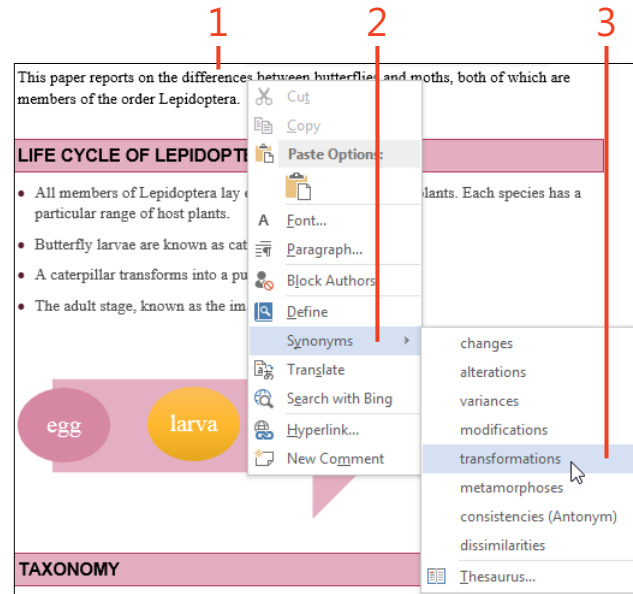 1 2 3
This paper reports on the differences between butterflies and moths, both of which are
members of the order Lepidoptera.
LIFE CYCLE OF LEPIDOPT
• All members of Lepidoptera lay
plants. Each species has a
particular range of host plants.
• Butterfly larvae are known as
• A caterpillar transforms into a
• The adult stage, known as the
egg
larva
TAXONOMY
Cut
Copy
Paste Options:
Font...
Paragraph...
Block Authors
Define
Synonyms
Translate
Search with Bing
Hyperlink...
New Comment
changes
alterations
variances
modifications
transformations
metamorphoses
consistencies (Antonym)
dissimilarities
Thesaurus...